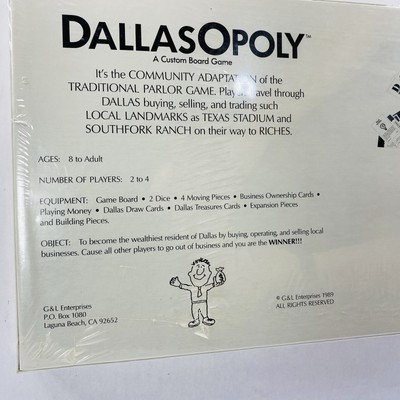 DALLASOPOLY™
A Custom Board Game
It's the COMMUNITY ADAPTATION of the
TRADITIONAL PARLOR GAME. Play travel through
DALLAS buying, selling, and trading such
LOCAL LANDMARKS as TEXAS STADIUM and
SOUTHFORK RANCH on their way to RICHES.
AGES: 8 to Adult
NUMBER OF PLAYERS: 2 to 4
EQUIPMENT: Game Board • 2 Dice • 4 Moving Pieces • Business Ownership Cards •
Playing Money • Dallas Draw Cards • Dallas Treasures Cards • Expansion Pieces
and Building Pieces.
OBJECT: To become the wealthiest resident of Dallas by buying, operating, and selling local
businesses. Cause all other players to go out of business and you are the WINNER!!!
G&L Enterprises
P.O. Box 1080
Laguna Beach, CA 92652
© G&L Enterprises 1989
ALL RIGHTS RESERVED